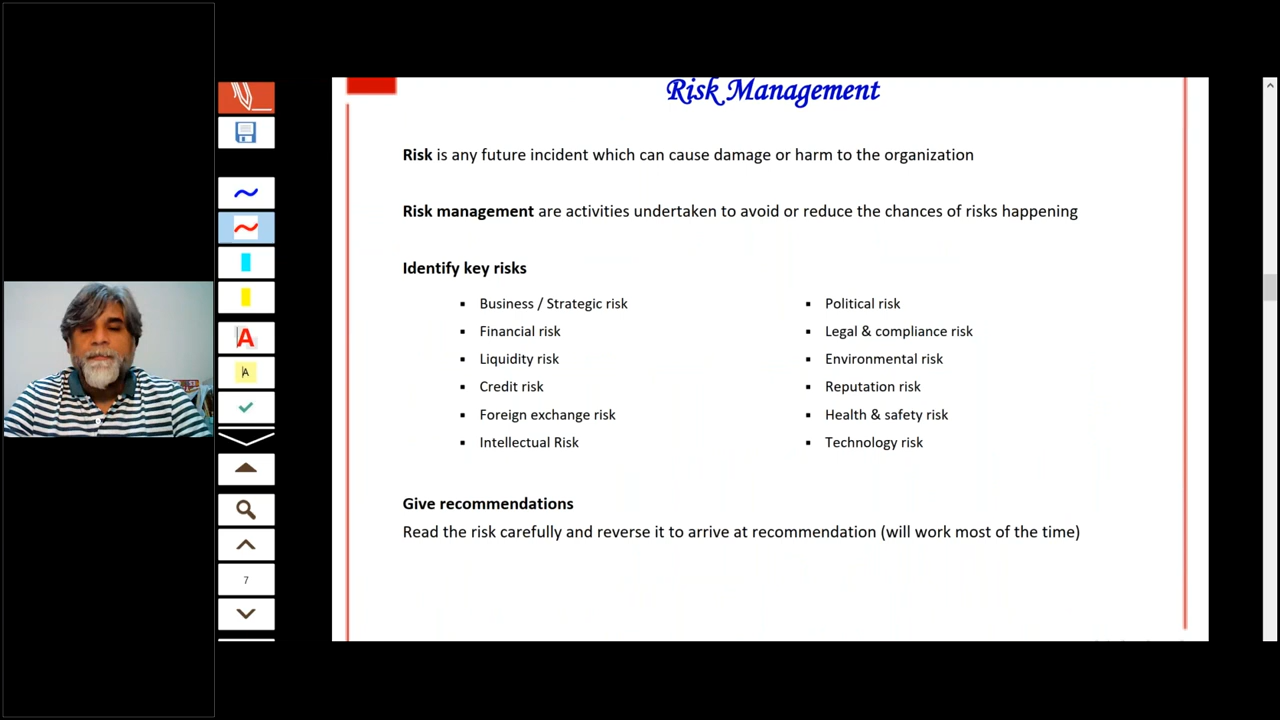 Risk Management
Risk is any future incident which can cause damage or harm to the organization
Risk management are activities undertaken to avoid or reduce the chances of risks happening
Identify key risks
▪ Business / Strategic risk
▪ Financial risk
▪ Liquidity risk
▪ Credit risk
▪ Foreign exchange risk
▪ Intellectual Risk
▪ Political risk
▪ Legal & compliance risk
▪ Environmental risk
▪ Reputation risk
▪ Health & safety risk
▪ Technology risk
Give recommendations
Read the risk carefully and reverse it to arrive at recommendation (will work most of the time)
A
A
7